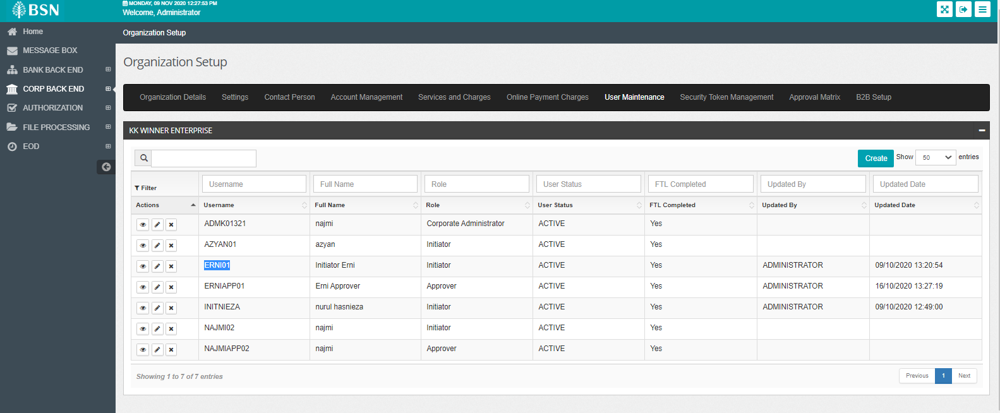 BSN
MONDAY, 09 NOV 2020 12:27:53 PM
Welcome, Administrator
Home
MESSAGE BOX
BANK BACK END
CORP BACK END
AUTHORIZATION
FILE PROCESSING
EOD
Organization Setup
Organization Setup
Organization Details Settings Contact Person Account Management Services and Charges Online Payment Charges User Maintenance Security Token Management Approval Matrix B2B Setup
KK WINNER ENTERPRISE
Create Show 50 entries
Filter Username Full Name Role User Status FTL Completed Updated By Updated Date
Actions Username Full Name Role User Status FTL Completed Updated By Updated Date
ADMK01321 najmi Corporate Administrator ACTIVE Yes
AZYAN01 azyan Initiator ACTIVE Yes
ERNI01 Initiator Erni Initiator ACTIVE Yes ADMINISTRATOR 09/10/2020 13:20:54
ERNIAPP01 Erni Approver Approver ACTIVE Yes ADMINISTRATOR 16/10/2020 13:27:19
INITNIEZA nurul hasnieza Initiator ACTIVE Yes ADMINISTRATOR 09/10/2020 12:49:00
NAJMI02 najmi Initiator ACTIVE Yes
NAJMIAPP02 najmi Approver ACTIVE Yes
Showing 1 to 7 of 7 entries
Previous 1 Next